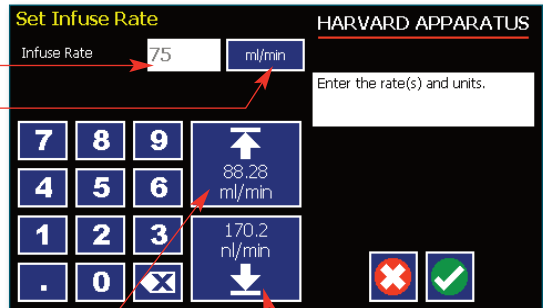 Set Infuse Rate
HARVARD APPARATUS
Infuse Rate 75 ml/min
Enter the rate(s) and units.
7 8 9
88.28
ml/min
4 5 6
1 2 3
170.2
nl/min
. 0